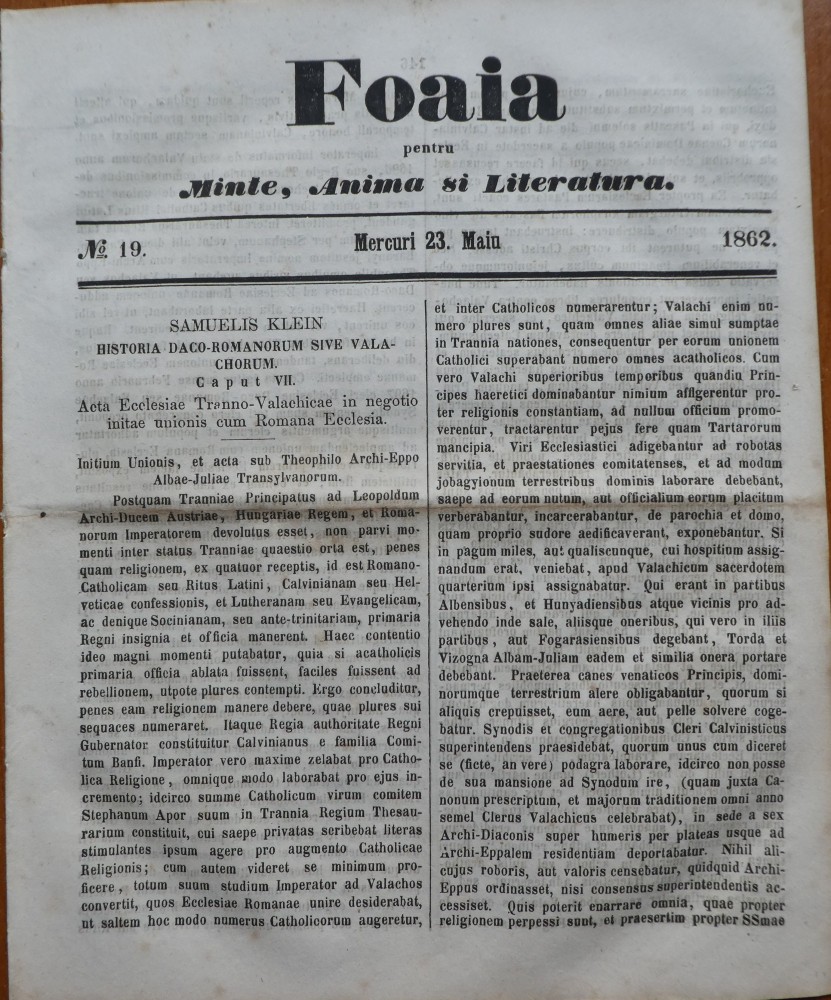 Foaia
pentru
Minte, Anima si Literatura.
No. 19.
Mercuri 23. Maiu
1862.
SAMUELIS KLEIN
HISTORIA DACO-ROMANORUM SIVE VALA-
CHORUM.
Caput VII.
Acta Ecclesiae Tranno-Valachicae in negotio
initae unionis cum Romana Ecclesia.
Initium Unionis, et acta sub Theophilo Archi-Eppo
Albae-Juliae Transylvanorum.
Postquam Tranniae Principatus ad Leopoldum
Archi-Ducem Austriae, Hungariae Regem, et Roma-
norum Imperatorem devolutus esset, non parvi mo-
menti inter status Tranniae quaestio orta est, penes
quam religionem, ex quatuor receptis, id est Romano-
Catholicam seu Ritus Latini, Calvinianam seu Hel-
veticae confessionis, et Lutheranam seu Evangelicam,
ac denique Socinianam, seu ante-trinitariam, primaria
Regni insignia et officia manerent. Haec contentio
ideo magni momenti putabatur, quia si acatholicis
primaria officia ablata fuissent, faciles fuissent ad
rebellionem, utpote plures contempti. Ergo concluditur,
penes eam religionem manere debere, quae plures sui
sequaces numeraret. Itaque Regia authoritate Regni
Gubernator constituitur Calvinianus e familia Comi-
tum Banfi. Imperator vero maxime zelabat pro Catho-
lica Religione, omnique modo laborabat pro ejus in-
cremento; idcirco summe Catholicum virum comitem
Stephanum Apor suum in Trannia Regium Thesau-
rarium constituit, cui saepe privatas scribebat literas
stimulantes ipsum agere pro augmento Catholicae
Religionis; cum autem videret se minimum pro-
ficere, totum suum studium Imperator ad Valachos
convertit, quos Ecclesiae Romanae unire desiderabat,
ut saltem hoc modo numerus Catholicorum augeretur,
et inter Catholicos numerarentur; Valachi enim nu-
mero plures sunt, quam omnes aliae simul sumptae
in Trannia nationes, consequentur per eorum unionem
Catholici superabant numero omnes acatholicos. Cum
vero Valachi superioribus temporibus quandiu Prin-
cipes haeretici dominabantur nimium affligerentur pro-
ter religionis constantiam, ad nullum officium promo-
verentur, tractarentur pejus fere quam Tartarorum
mancipia. Viri Ecclesiastici adigebantur ad robotas
servitia, et praestationes comitatenses, et ad modum
jobagyionum terrestribus dominis laborare debebant,
saepe ad eorum nutum, aut officialium eorum placitum
verberabantur, incarcerabantur, de parochia et domo,
quam proprio sudore aedificaverant, exponebantur. Si
in pagum miles, aut qualiscunque, cui hospitium assig-
nandum erat, veniebat, apud Valachicum sacerdotem
quarterium ipsi assignabatur. Qui erant in partibus
Albensibus, et Hunyadiensibus atque vicinis pro ad-
vehendo inde sale, aliisque oneribus, qui vero in iliis
partibus, aut Fogarasiensibus degebant, Torda et
Vizogna Albam-Juliam eadem et similia onera portare
debebant. Praeterea canes venaticos Principis, domi-
norumque terrestrium alere obligabantur, quorum si
aliquis crepuisset, eum aere, aut pelle solvere coge-
batur. Synodis et congregationibus Cleri Calvinisticus
superintendens praesidebat, quorum unus cum diceret
se (ficte, an vere) podagra laborare, idcirco non posse
de sua mansione ad Synodum ire, (quam juxta Ca-
nonum prescriptum, et majorum traditionem omni anno
semel Clerus Valachicus celebrabat), in sede a sex
Archi-Diaconis super humeris per plateas usque ad
Archi-Eppalem residentiam deportabatur. Nihil ali-
cujus roboris, aut valoris censebatur, quidquid Archi-
Eppus ordinasset, nisi consensus superintendentis ac-
cessiset. Quis poterit enarrare omnia, quae propter
religionem perpessi sunt, et praesertim propter SSmae